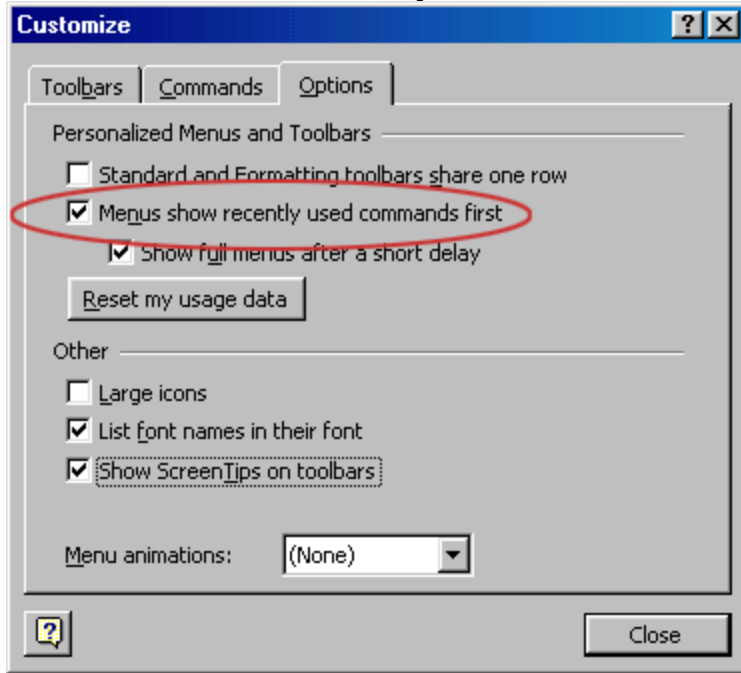 Customize
Toolbars Commands Options
Personalized Menus and Toolbars
Standard and Formatting toolbars share one row
Menus show recently used commands first
Show full menus after a short delay
Reset my usage data
Other
Large icons
List font names in their font
Show ScreenTips on toolbars
Menu animations: (None)
Close